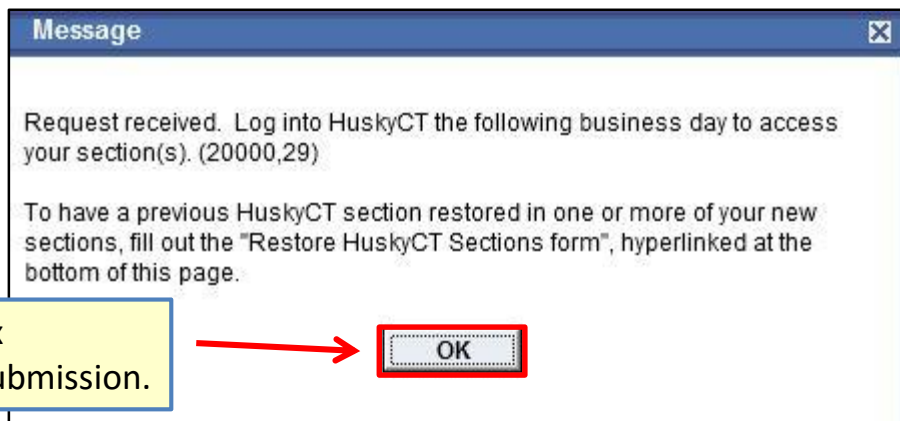 Message
Request received. Log into HuskyCT the following business day to access
your section(s). (20000,29)
To have a previous HuskyCT section restored in one or more of your new
sections, fill out the "Restore HuskyCT Sections form", hyperlinked at the
bottom of this page.
OK